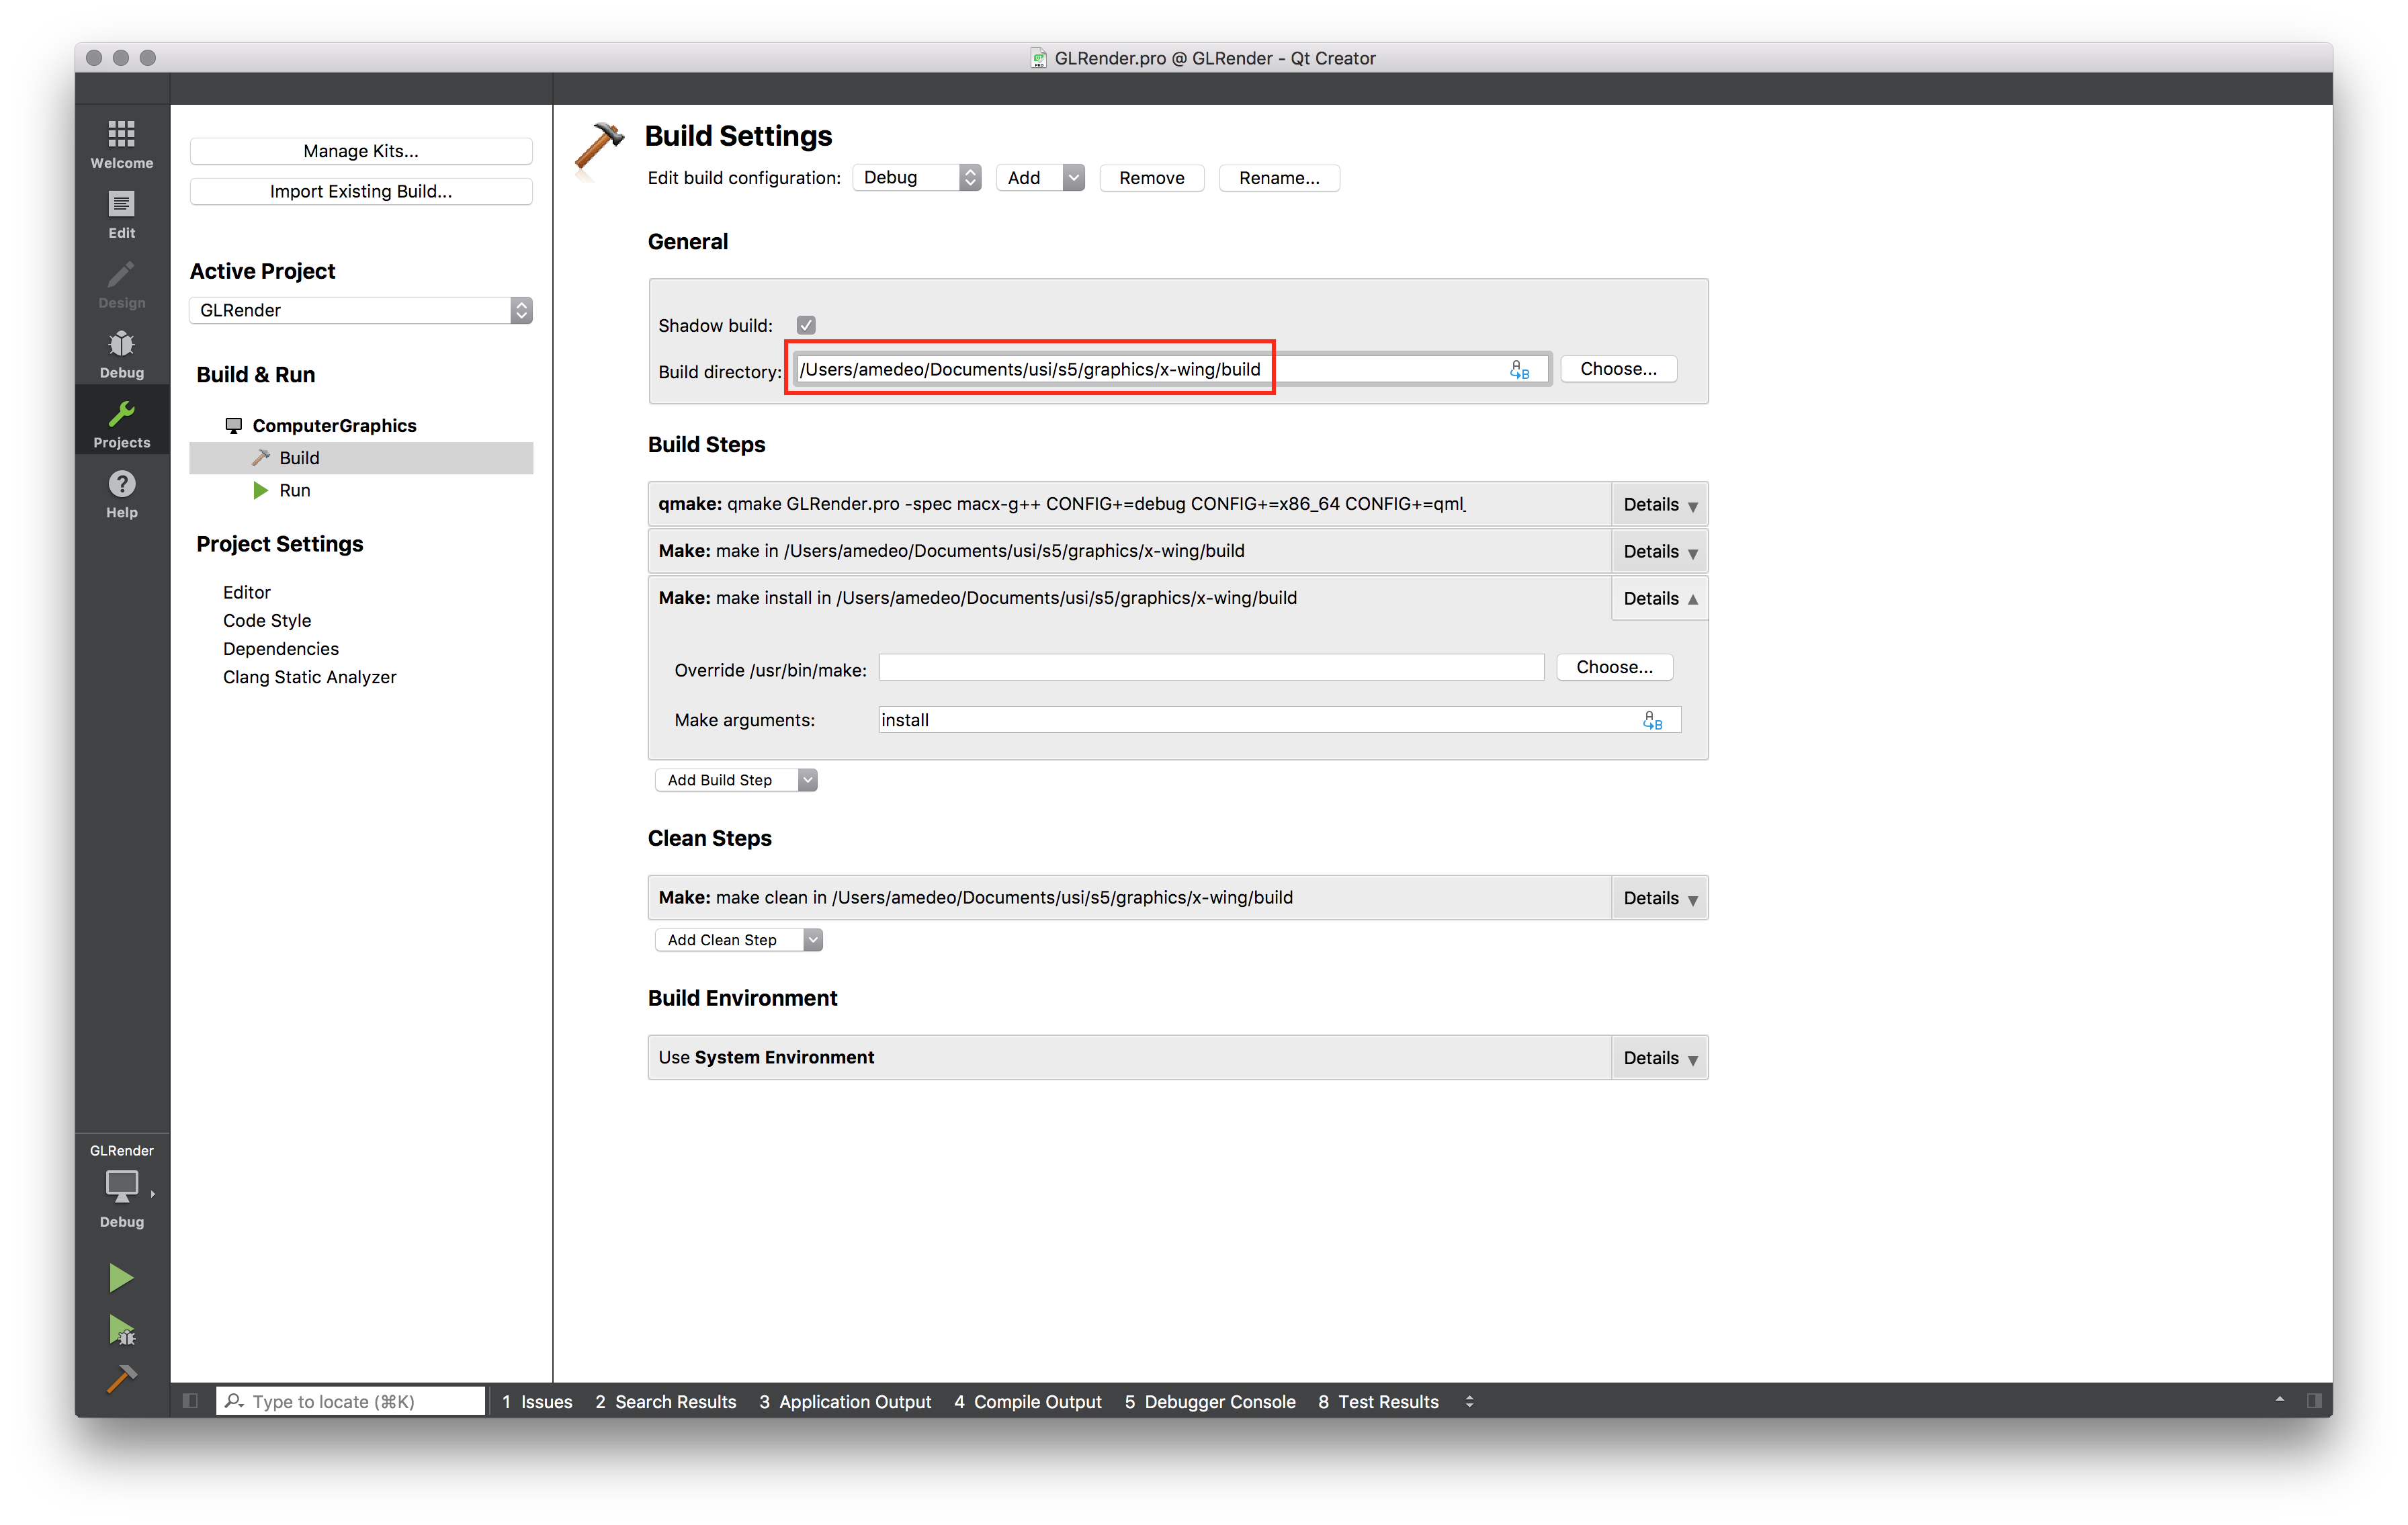 GLRender.pro @ GLRender - Qt Creator
Welcome
Edit
Design
Debug
Projects
Help
Manage Kits...
Import Existing Build...
Active Project
GLRender
Build & Run
ComputerGraphics
Build
Run
Project Settings
Editor
Code Style
Dependencies
Clang Static Analyzer
Build Settings
Edit build configuration: Debug Add Remove Rename...
General
Shadow build:
Build directory: /Users/amedeo/Documents/usi/s5/graphics/x-wing/build Choose...
Build Steps
qmake: qmake GLRender.pro -spec macx-g++ CONFIG+=debug CONFIG+=x86_64 CONFIG+=qml_ Details
Make: make in /Users/amedeo/Documents/usi/s5/graphics/x-wing/build Details
Make: make install in /Users/amedeo/Documents/usi/s5/graphics/x-wing/build Details
Override /usr/bin/make: Choose...
Make arguments: install
Add Build Step
Clean Steps
Make: make clean in /Users/amedeo/Documents/usi/s5/graphics/x-wing/build Details
Add Clean Step
Build Environment
Use System Environment Details
GLRender
Debug
Type to locate (⌘K) 1 Issues 2 Search Results 3 Application Output 4 Compile Output 5 Debugger Console 8 Test Results